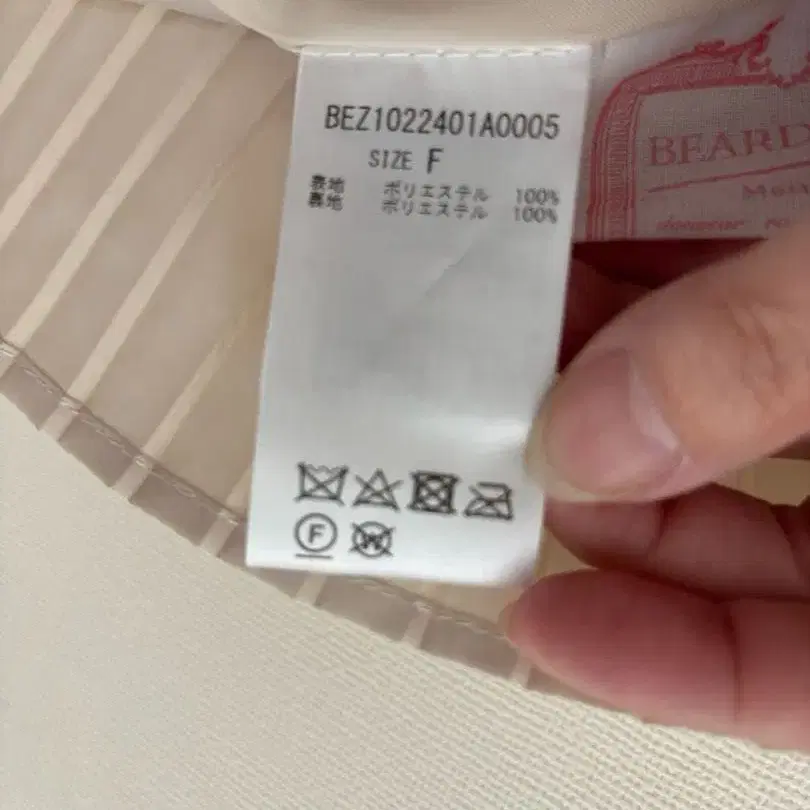 BEZ1022401A0005
SIZE F
表地 ポリエステル 100%
裏地 ポリエステル 100%
F
W
BEARD